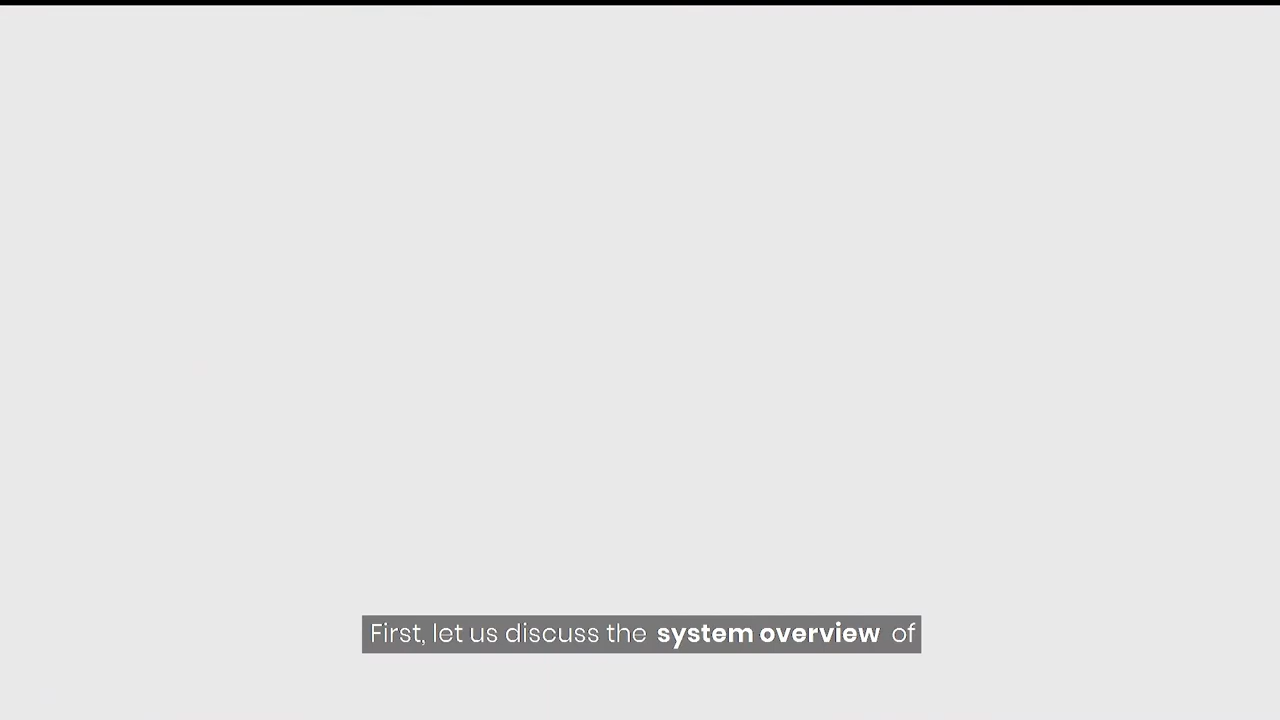 First, let us discuss the system overview of